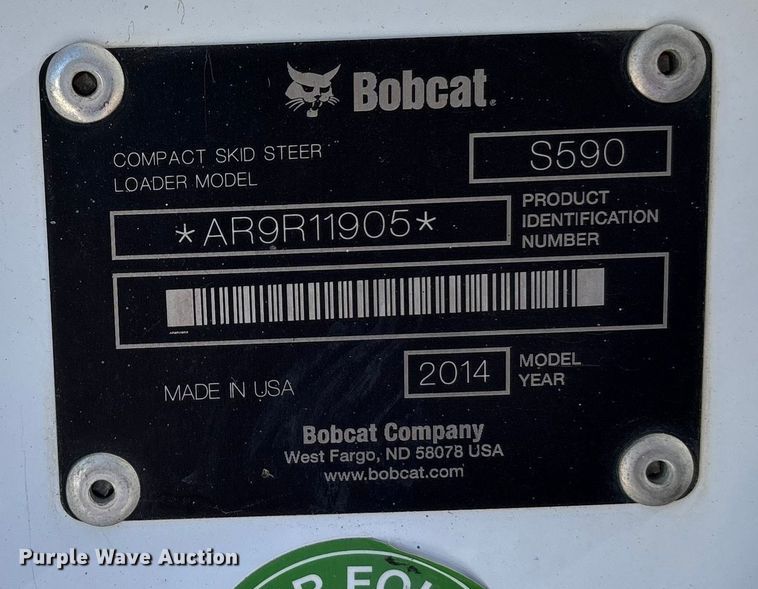 Bobcat
COMPACT SKID STEER
LOADER MODEL
S590
*AR9R11905*
PRODUCT
IDENTIFICATION
NUMBER
MADE IN USA
2014
MODEL
YEAR
Bobcat Company
West Fargo, ND 58078 USA
www.bobcat.com
Purple Wave Auction